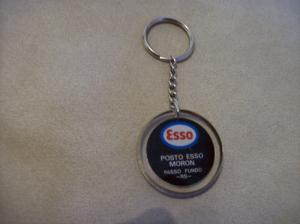 Esso
POSTO ESSO
MORON
PASSO FUNDO
-RS-